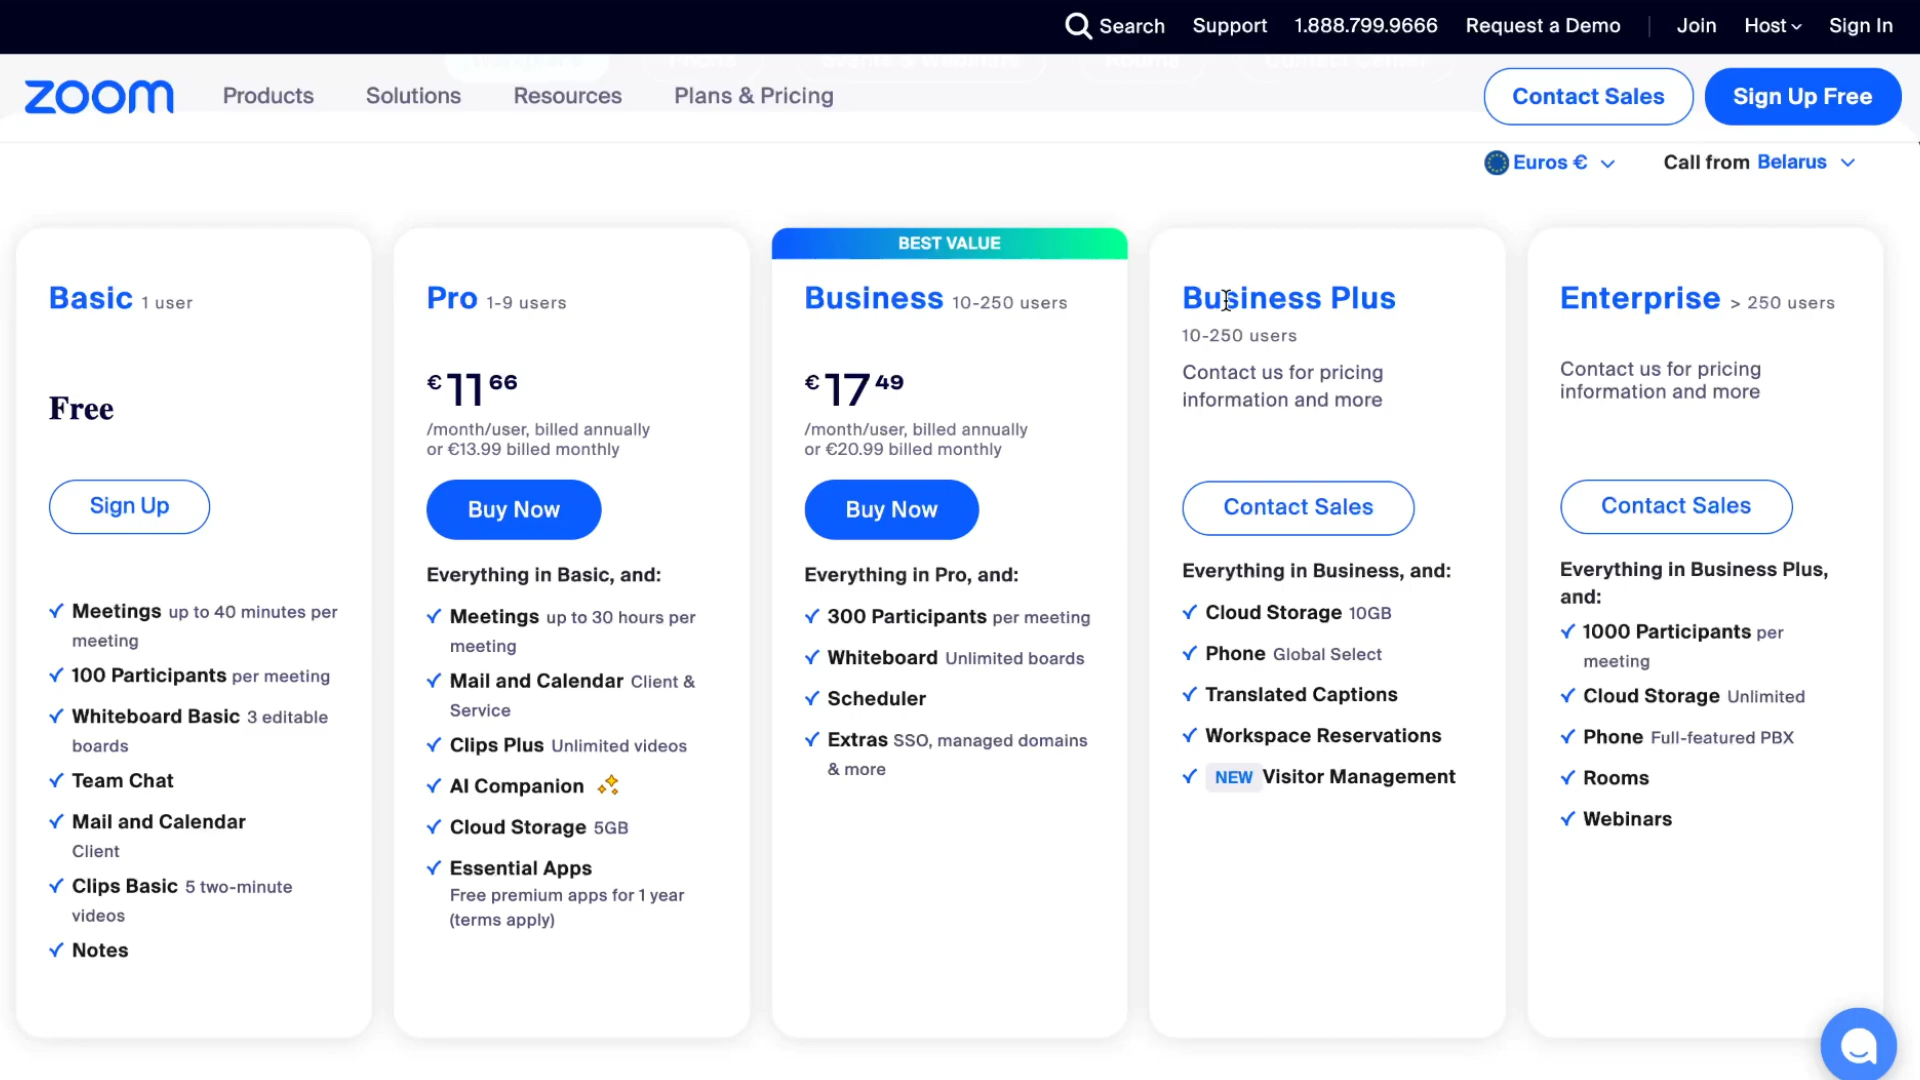 Search Support 1.888.799.9666 Request a Demo Join Host Sign In
zoom Products Solutions Resources Plans & Pricing Contact Sales Sign Up Free
Euros € Call from Belarus
Basic 1 user
Free
Sign Up
Meetings up to 40 minutes per
meeting
100 Participants per meeting
Whiteboard Basic 3 editable
boards
Team Chat
Mail and Calendar
Client
Clips Basic 5 two-minute
videos
Notes
Pro 1-9 users
€11 66
/month/user, billed annually
or €13.99 billed monthly
Buy Now
Everything in Basic, and:
Meetings up to 30 hours per
meeting
Mail and Calendar Client &
Service
Clips Plus Unlimited videos
AI Companion
Cloud Storage 5GB
Essential Apps
Free premium apps for 1 year
(terms apply)
BEST VALUE
Business 10-250 users
€17 49
/month/user, billed annually
or €20.99 billed monthly
Buy Now
Everything in Pro, and:
300 Participants per meeting
Whiteboard Unlimited boards
Scheduler
Extras SSO, managed domains
& more
Business Plus
10-250 users
Contact us for pricing
information and more
Contact Sales
Everything in Business, and:
Cloud Storage 10GB
Phone Global Select
Translated Captions
Workspace Reservations
NEW Visitor Management
Enterprise > 250 users
Contact us for pricing
information and more
Contact Sales
Everything in Business Plus,
and:
1000 Participants per
meeting
Cloud Storage Unlimited
Phone Full-featured PBX
Rooms
Webinars